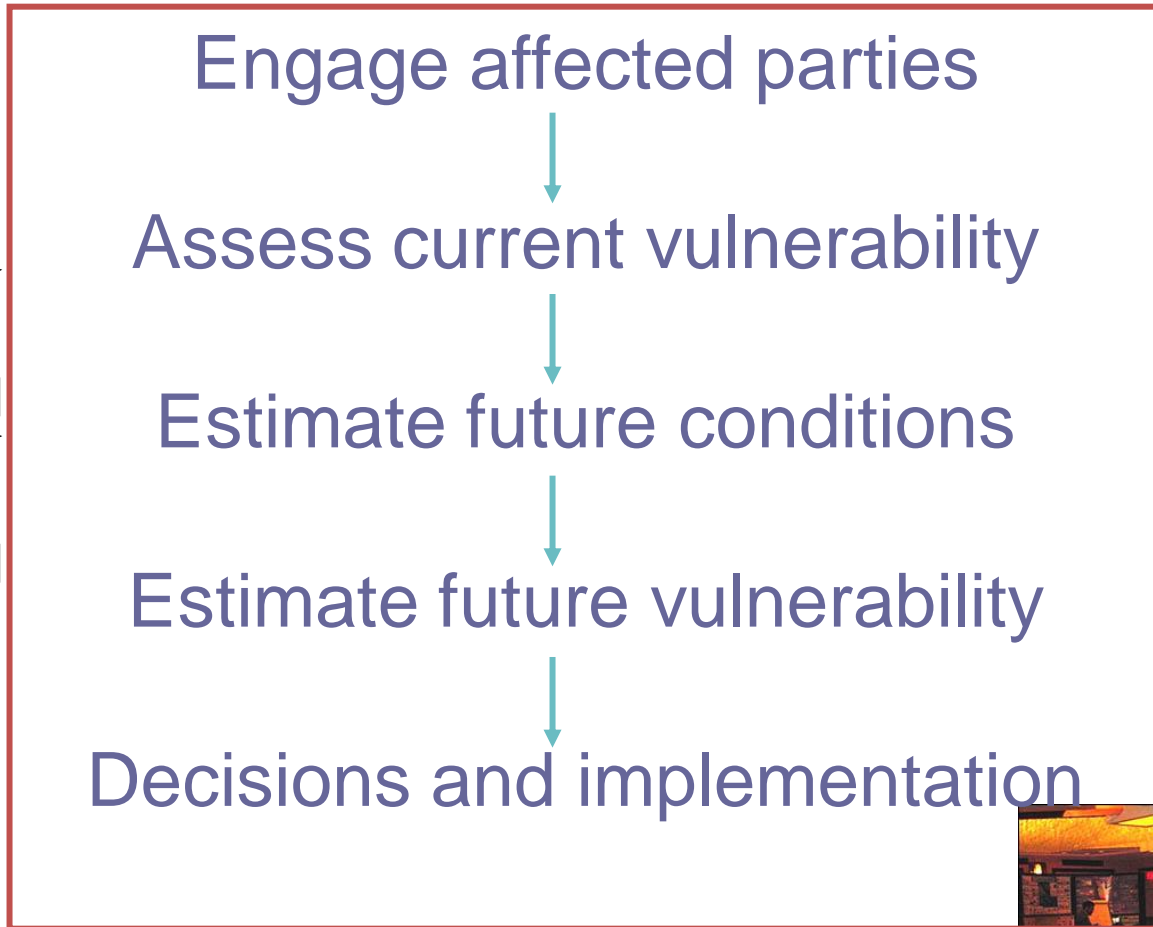 Engage affected parties
Assess current vulnerability
Estimate future conditions
Estimate future vulnerability
Decisions and implementation